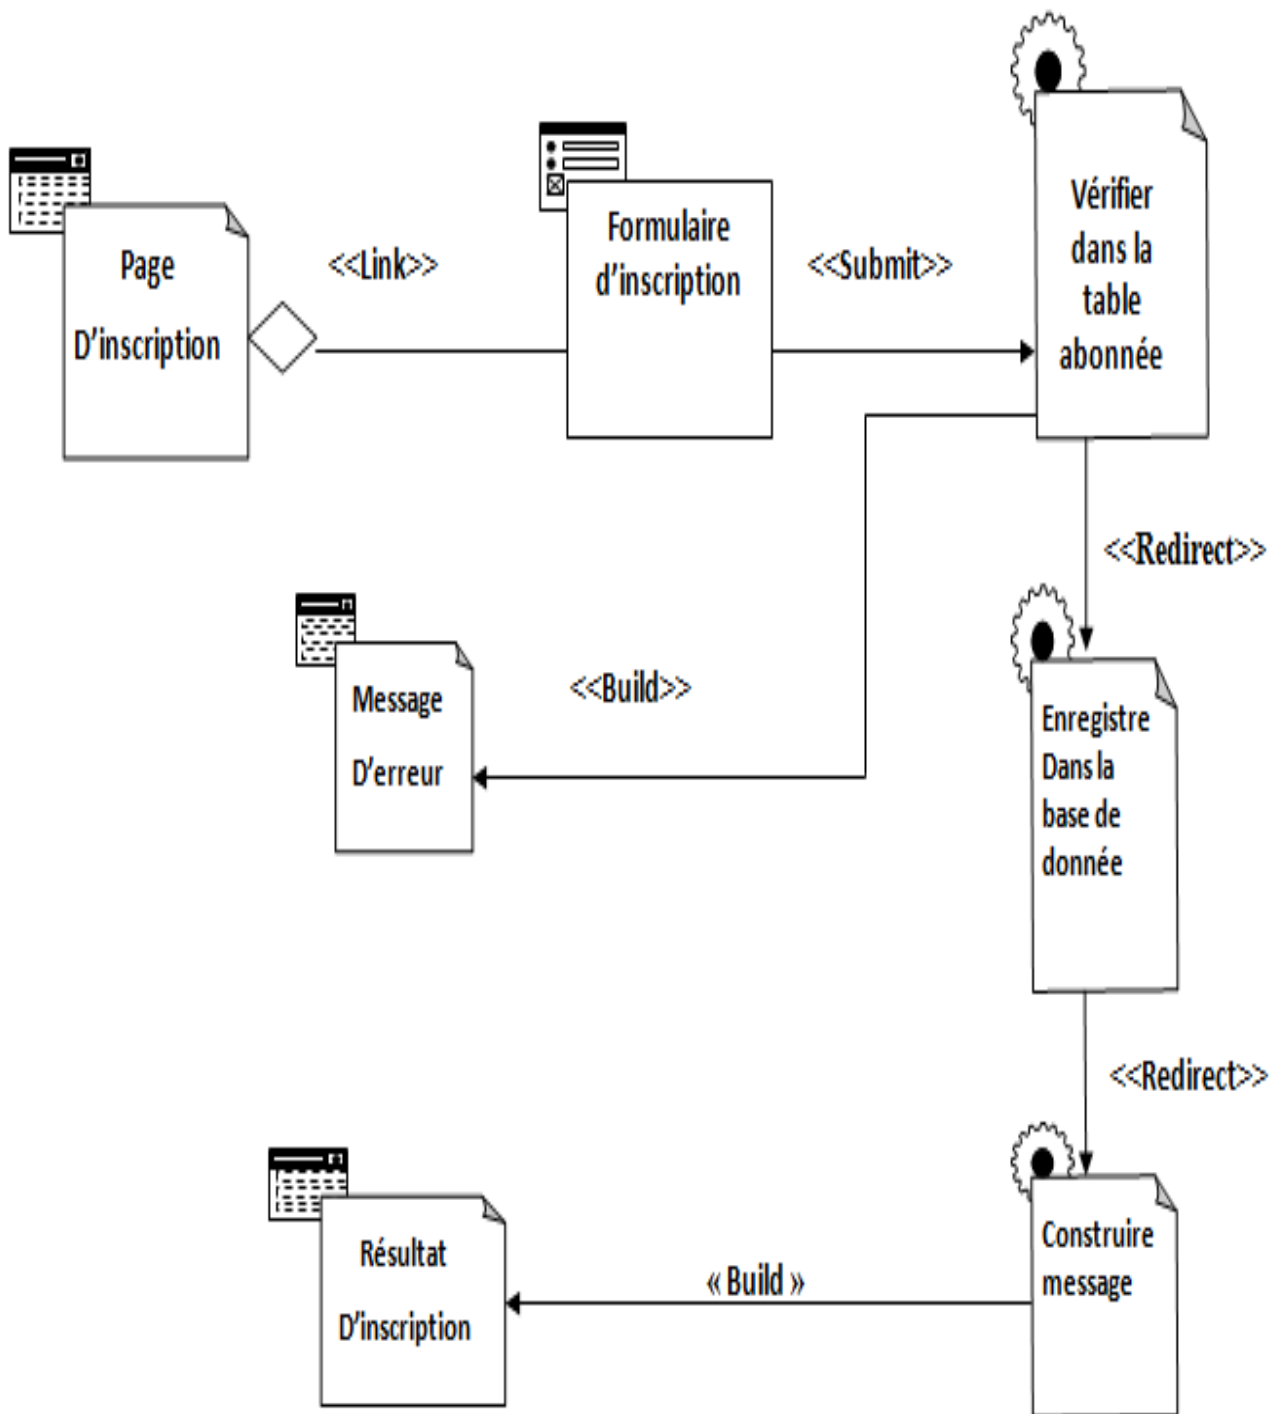 Page
D'inscription
<<Link>>
Formulaire
d'inscription
<<Submit>>
Vérifier
dans la
table
abonnée
<<Redirect>>
Message
D'erreur
<<Build>>
Enregistre
Dans la
base de
donnée
<<Redirect>>
Résultat
D'inscription
« Build »
Construire
message